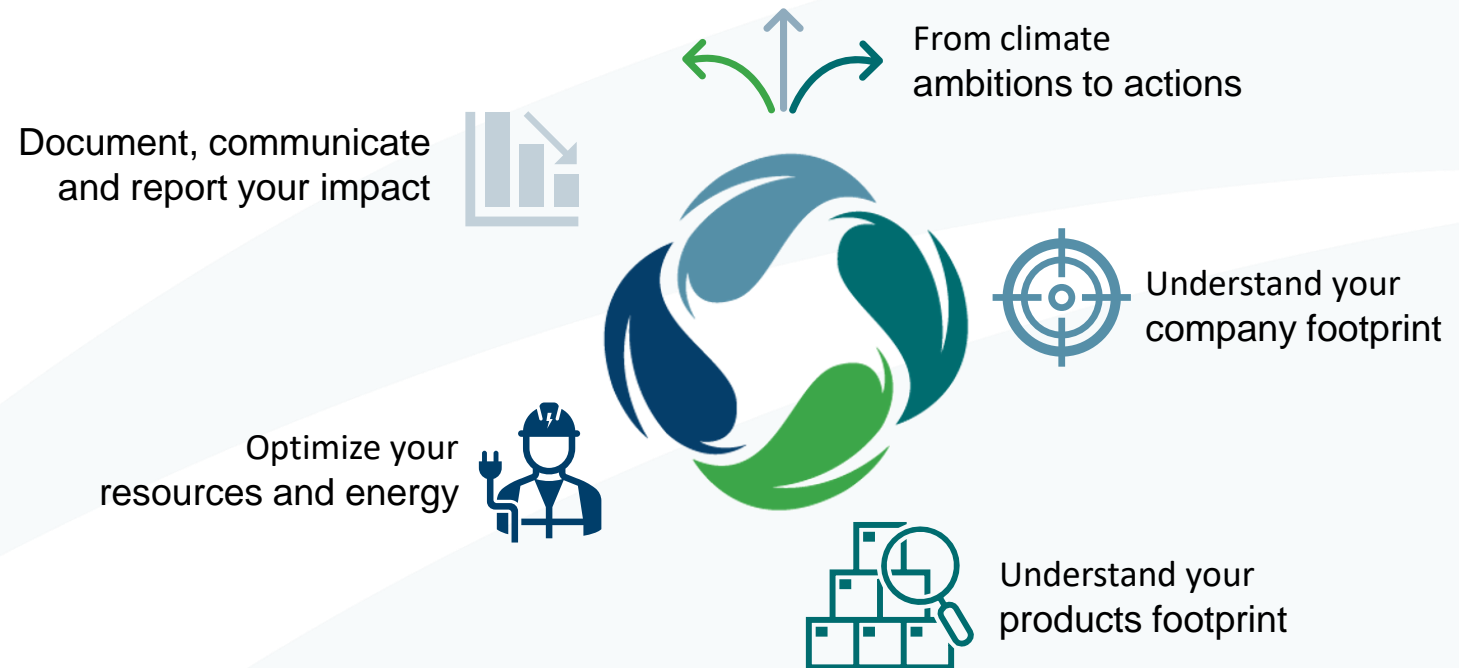 From climate
ambitions to actions
Document, communicate
and report your impact
Understand your
company footprint
Optimize your
resources and energy
Understand your
products footprint